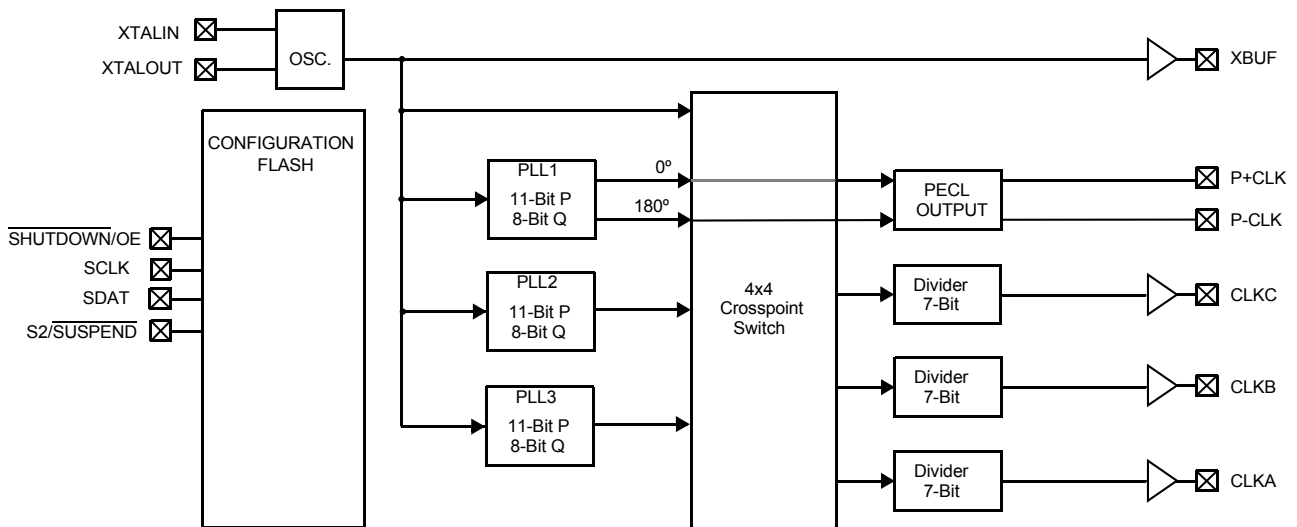 XTALIN
XTALOUT
OSC.
XBUF
CONFIGURATION
FLASH
PLL1
11-Bit P
8-Bit Q
0º
180º
PECL
OUTPUT
P+CLK
P-CLK
SHUTDOWN/OE
SCLK
SDAT
S2/SUSPEND
PLL2
11-Bit P
8-Bit Q
4x4
Crosspoint
Switch
Divider
7-Bit
CLKC
Divider
7-Bit
CLKB
PLL3
11-Bit P
8-Bit Q
Divider
7-Bit
CLKA